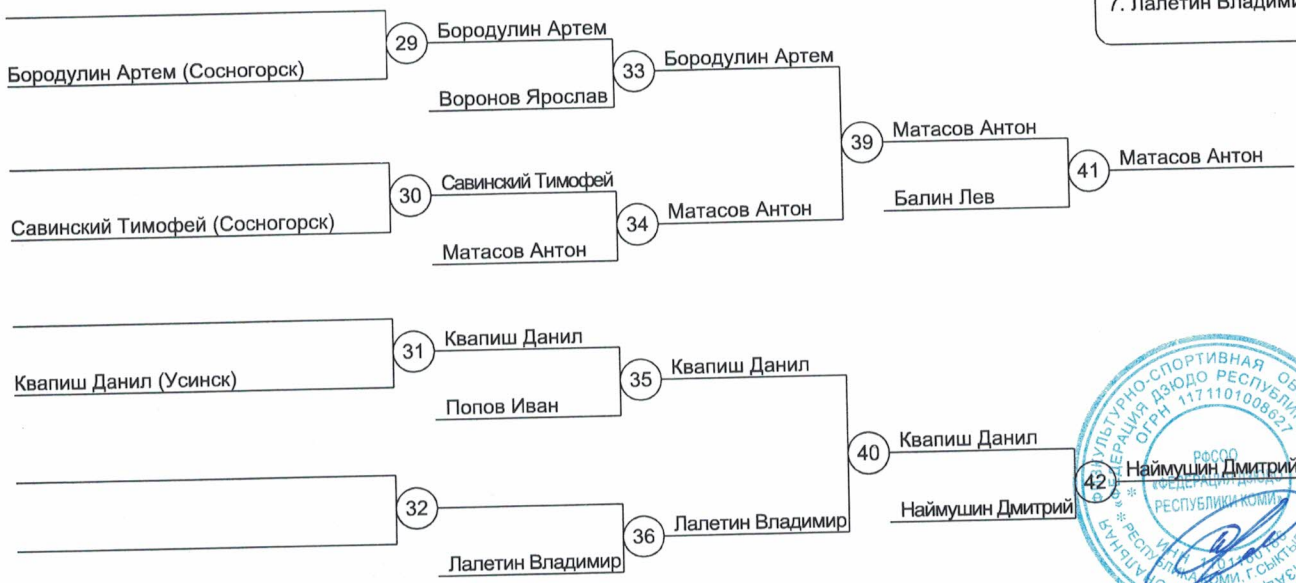 7. Лалетин
Бородулин Артем (Сосногорск)
29
Бородулин Артем
Воронов Ярослав
33
Бородулин Артем
Савинский Тимофей (Сосногорск)
30
Савинский Тимофей
Матасов Антон
34
Матасов Антон
39
Матасов Антон
Балин Лев
41
Матасов Антон
Квапиш Данил (Усинск)
31
Квапиш Данил
Попов Иван
35
Квапиш Данил
32
Лалетин Владимир
36
Лалетин Владимир
40
Квапиш Данил
Наймушин Дмитрий
42
Наймушин Дмитрий
ДЗЮДО
ОГРН 1171101008627
РФСОО
«ФЕДЕРАЦИЯ ДЗЮДО
РЕСПУБЛИКИ КОМИ»